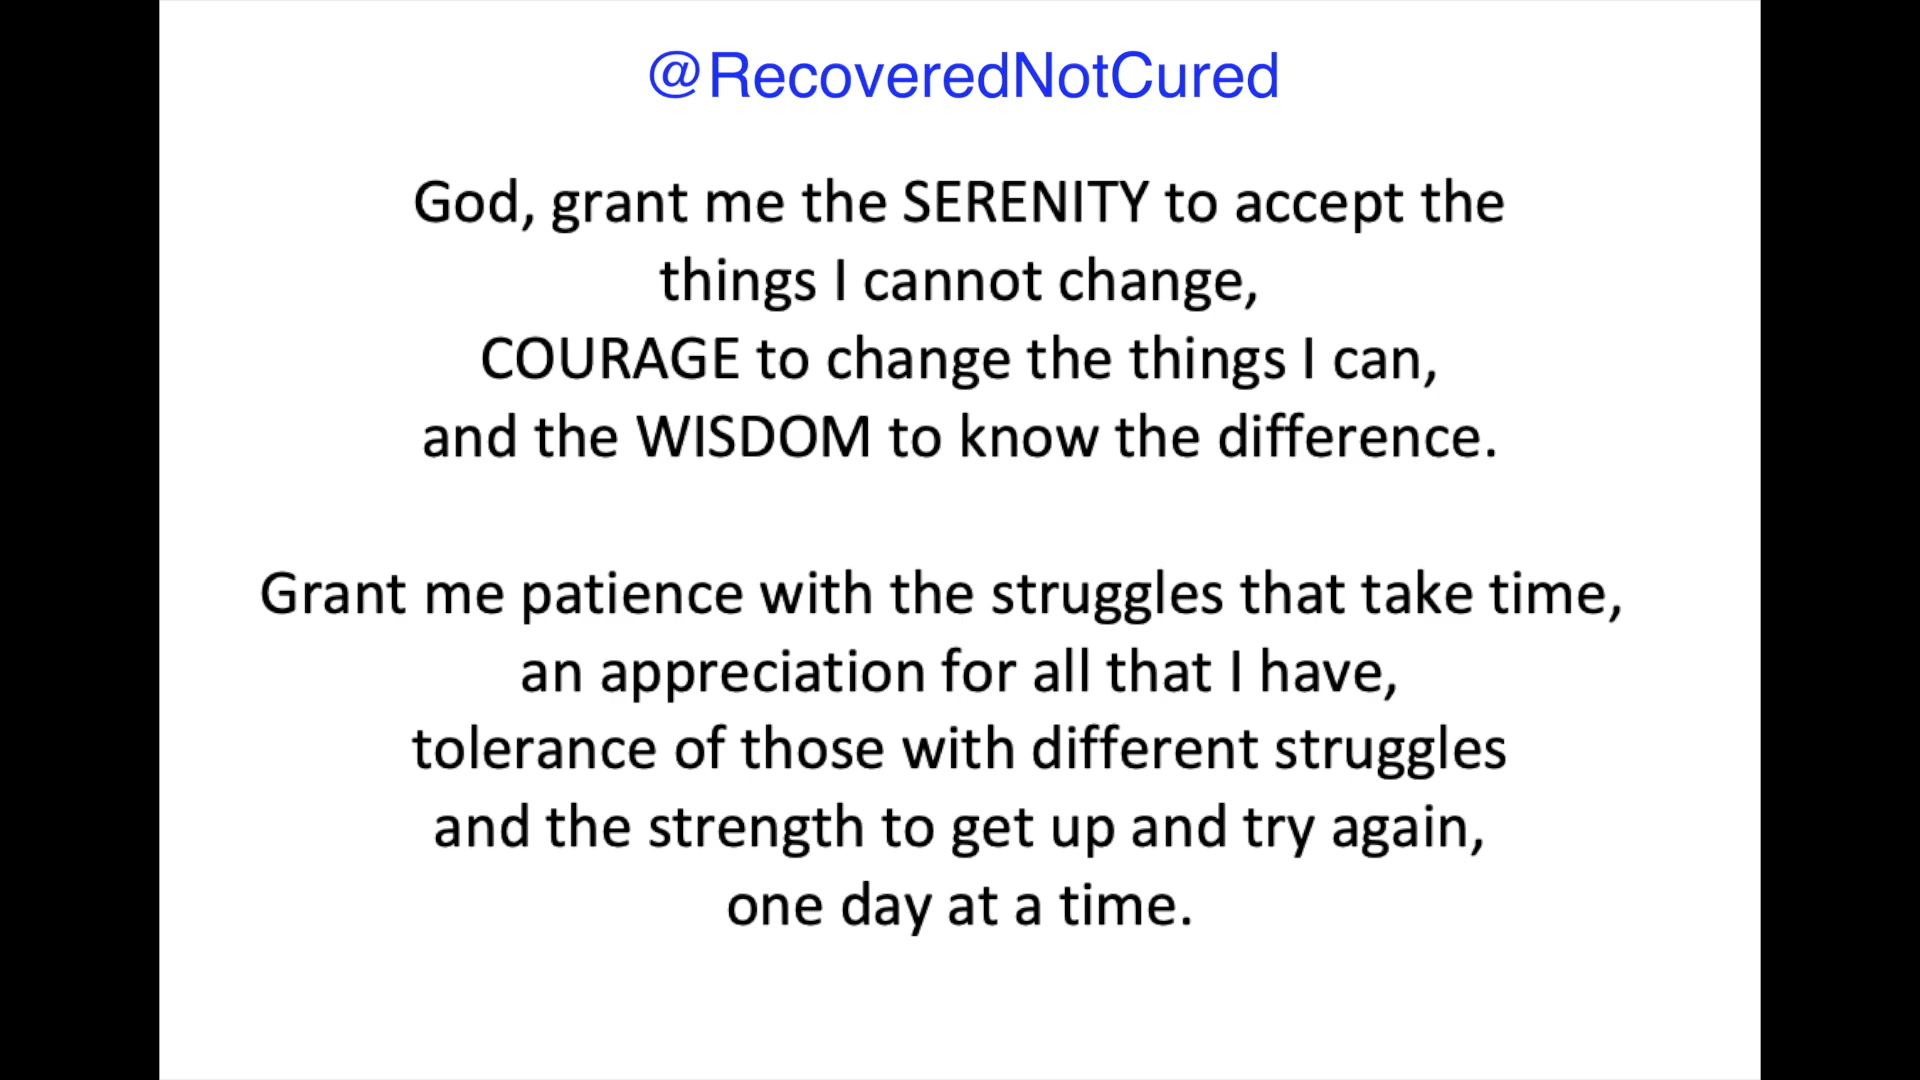 @RecoveredNotCured
God, grant me the SERENITY to accept the
things I cannot change,
COURAGE to change the things I can,
and the WISDOM to know the difference.
Grant me patience with the struggles that take time,
an appreciation for all that I have,
tolerance of those with different struggles
and the strength to get up and try again,
one day at a time.